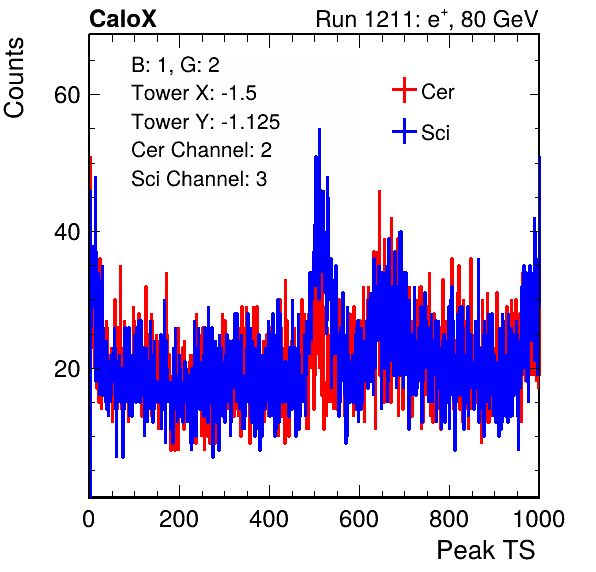 CaloX Run 1211: e+, 80 GeV
Counts
B: 1, G: 2
Tower X: -1.5
Tower Y: -1.125
Cer Channel: 2
Sci Channel: 3
Cer
Sci
60
40
20
0 200 400 600 800 1000
Peak TS